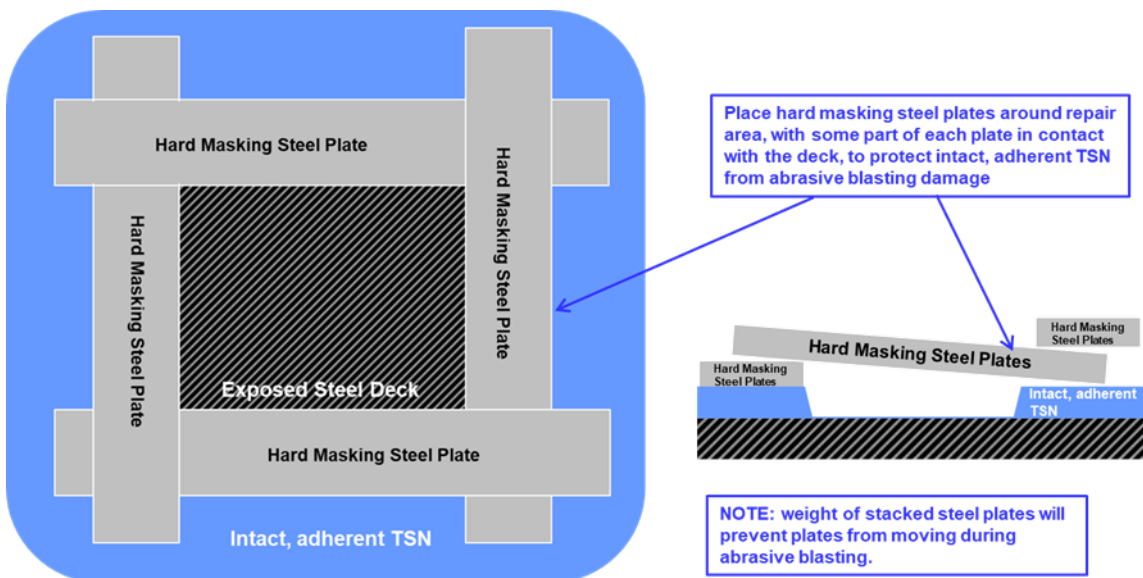 Hard Masking Steel Plate
Hard Masking Steel Plate
Hard Masking Steel Plate
Exposed Steel Deck
Hard Masking Steel Plate
Intact, adherent TSN
Place hard masking steel plates around repair
area, with some part of each plate in contact
with the deck, to protect intact, adherent TSN
from abrasive blasting damage
Hard Masking
Steel Plates
Hard Masking Steel Plates
Hard Masking
Steel Plates
Intact, adherent
TSN
NOTE: weight of stacked steel plates will
prevent plates from moving during
abrasive blasting.